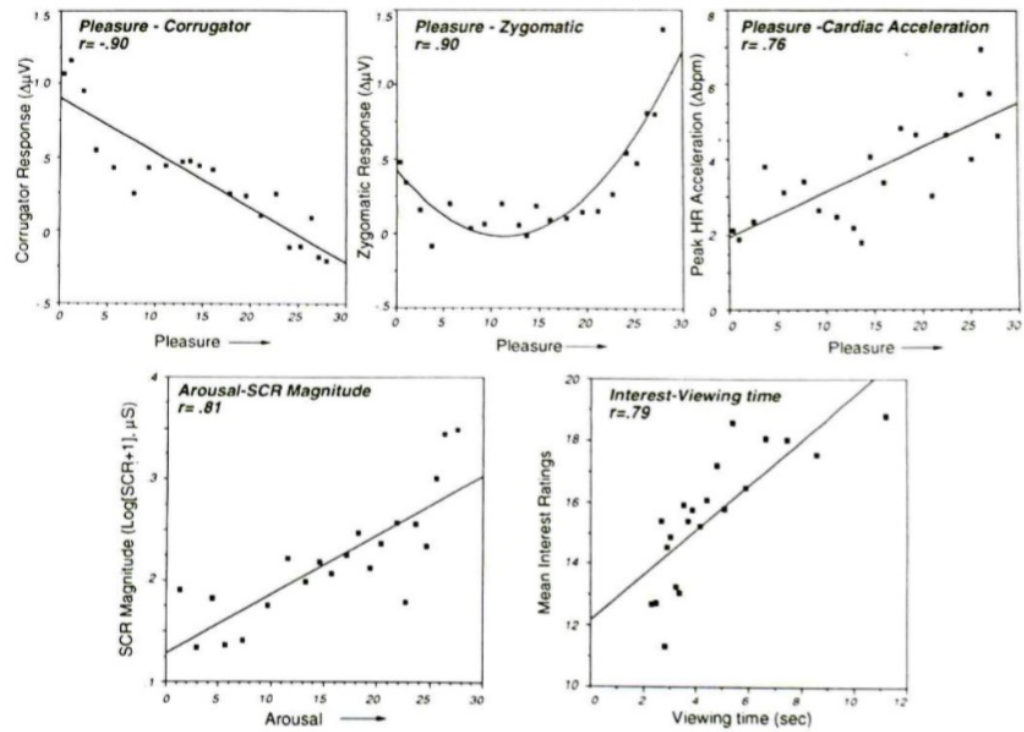 Pleasure - Corrugator
r= -.90
Corrugator Response (ΔµV)
1.5
1 0
.5
0
-.5
0 5 10 15 20 25 30
Pleasure
Pleasure - Zygomatic
r= .90
Zygomatic Response (ΔµV)
1.5
1.0
.5
0
-.5
0 5 10 15 20 25 30
Pleasure
Pleasure -Cardiac Acceleration
r= .76
Peak HR Acceleration (Δbpm)
8
6
4
2
0
0 5 10 15 20 25 30
Pleasure
Arousal-SCR Magnitude
r= .81
SCR Magnitude (Log[SCR+1], µS)
4
.3
.2
.1
0 5 10 15 20 25 30
Arousal
Interest-Viewing time
r=.79
Mean Interest Ratings
20
18
16
14
12
10
0 2 4 6 8 10 12
Viewing time (sec)